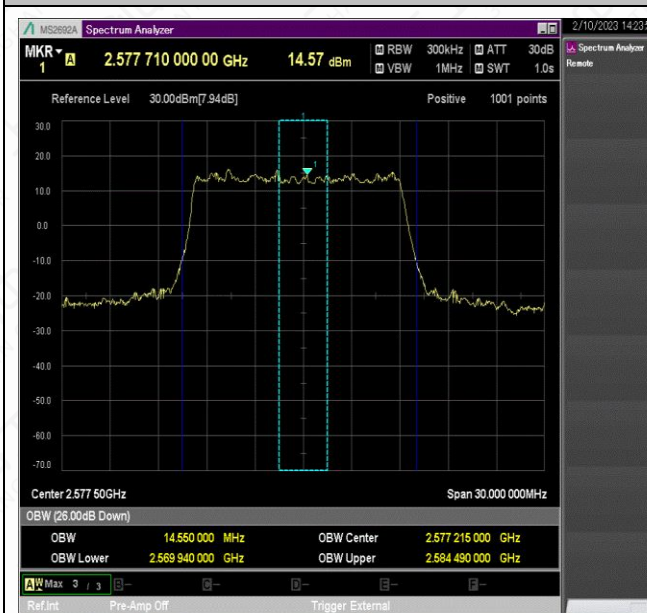 MS2692A Spectrum Analyzer 2/10/2023 14:23:5
MKR 1 A 2.577 710 000 00 GHz 14.57 dBm
M RBW 300kHz M ATT 30dB
M VBW 1MHz M SWT 1.0s
Spectrum Analyzer
Remote
Reference Level 30.00dBm[7.94dB] Positive 1001 points
30.0
20.0
10.0
0.0
-10.0
-20.0
-30.0
-40.0
-50.0
-60.0
-70.0
1
1
Center 2.577 50GHz Span 30.000 000MHz
OBW (26.00dB Down)
OBW 14.550 000 MHz OBW Center 2.577 215 000 GHz
OBW Lower 2.569 940 000 GHz OBW Upper 2.584 490 000 GHz
A W Max 3 / 3 B- C- D- E- F-
Ref.Int Pre-Amp Off Trigger External